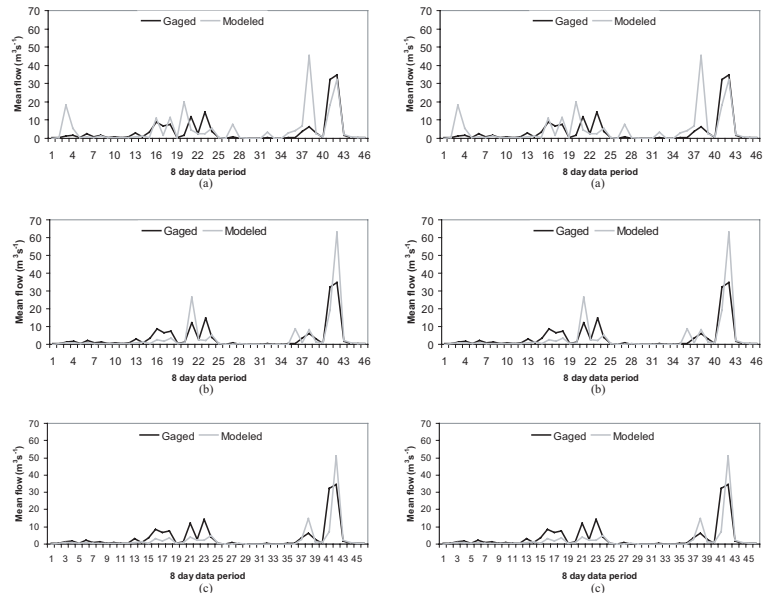 70
60
50
40
30
20
10
0
Mean flow (m³s⁻¹)
Gaged Modeled
1 4 7 10 13 16 19 22 25 28 31 34 37 40 43 46
8 day data period
(a)
70
60
50
40
30
20
10
0
Mean flow (m³s⁻¹)
Gaged Modeled
1 4 7 10 13 16 19 22 25 28 31 34 37 40 43 46
8 day data period
(a)
70
60
50
40
30
20
10
0
Mean flow (m³s⁻¹)
Gaged Modeled
1 4 7 10 13 16 19 22 25 28 31 34 37 40 43 46
8 day data period
(b)
70
60
50
40
30
20
10
0
Mean flow (m³s⁻¹)
Gaged Modeled
1 4 7 10 13 16 19 22 25 28 31 34 37 40 43 46
8 day data period
(b)
70
60
50
40
30
20
10
0
Mean flow (m³s⁻¹)
Gaged Modeled
1 3 5 7 9 11 13 15 17 19 21 23 25 27 29 31 33 35 37 39 41 43 45
8 day data period
(c)
70
60
50
40
30
20
10
0
Mean flow (m³s⁻¹)
Gaged Modeled
1 3 5 7 9 11 13 15 17 19 21 23 25 27 29 31 33 35 37 39 41 43 45
8 day data period
(c)